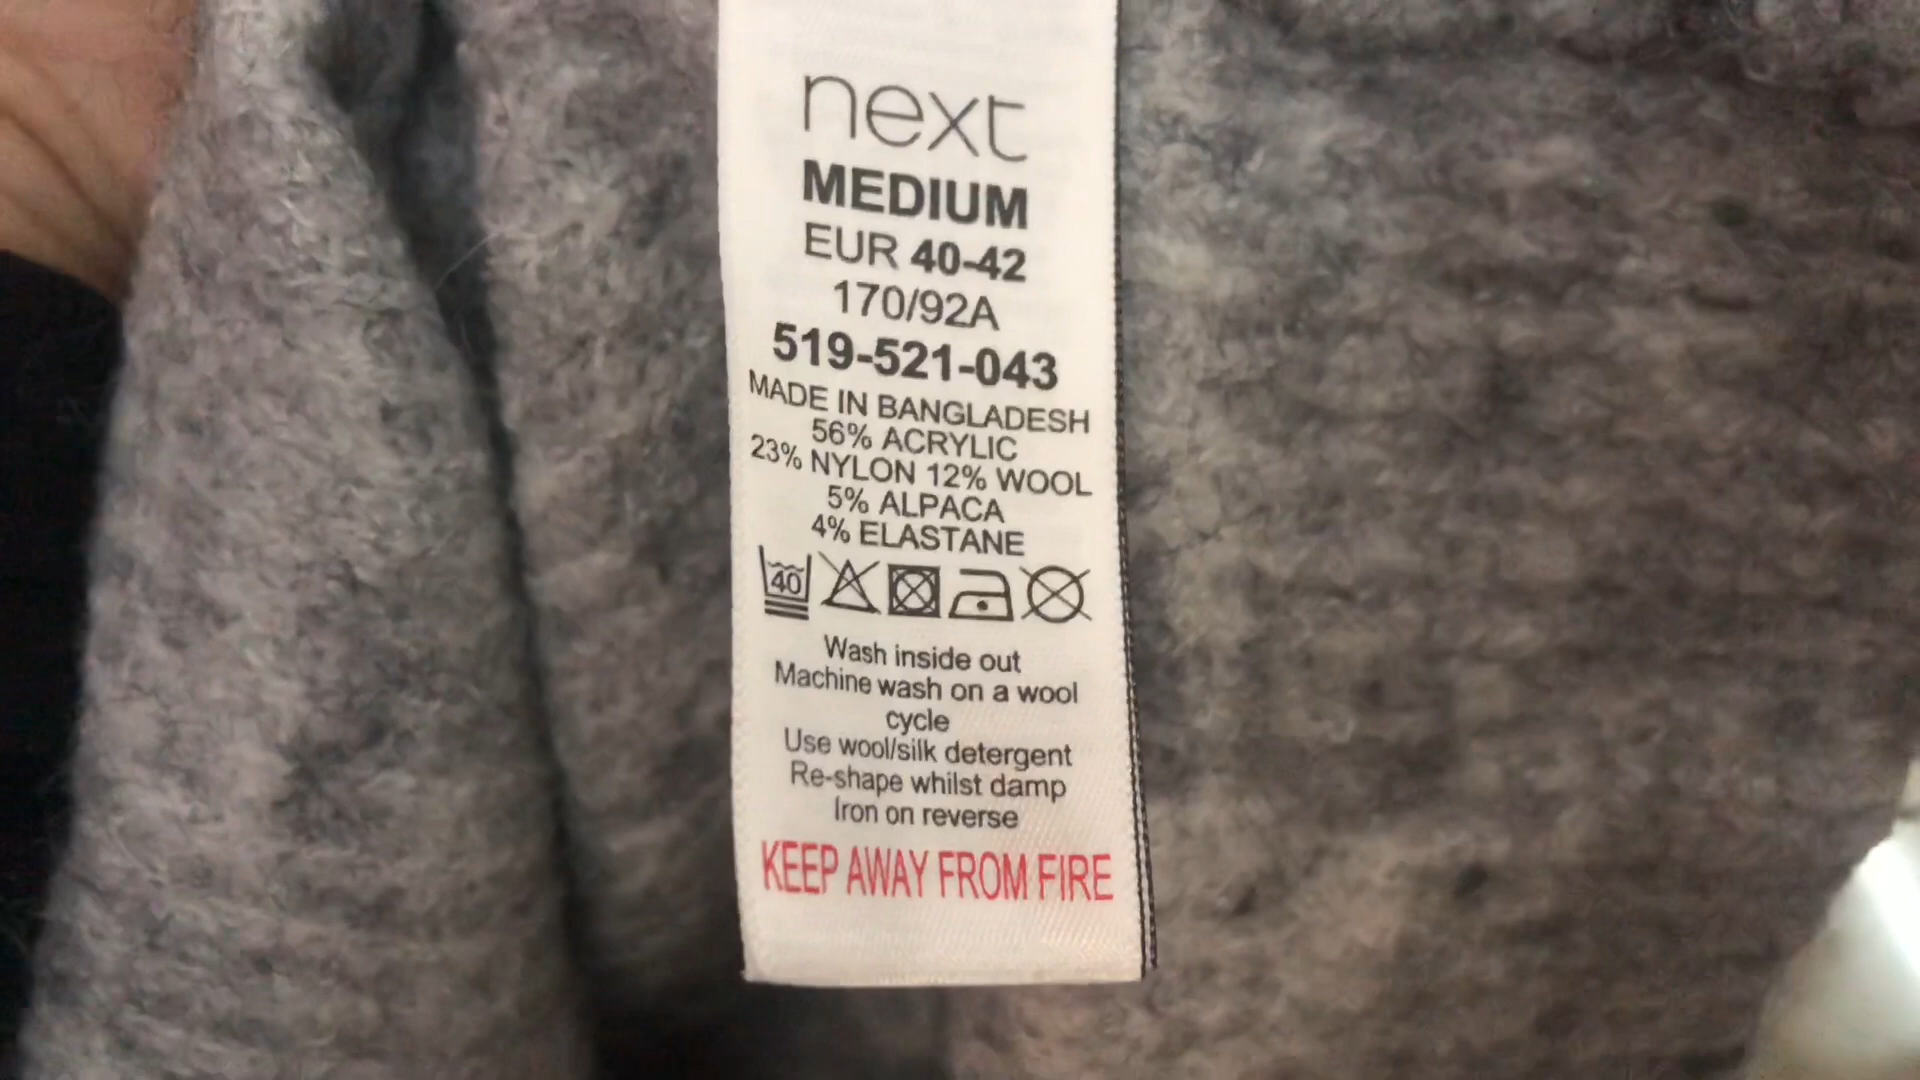 next
MEDIUM
EUR 40-42
170/92A
519-521-043
MADE IN BANGLADESH
56% ACRYLIC
23% NYLON 12% WOOL
5% ALPACA
4% ELASTANE
40
Wash inside out
Machine wash on a wool
cycle
Use wool/silk detergent
Re-shape whilst damp
Iron on reverse
KEEP AWAY FROM FIRE